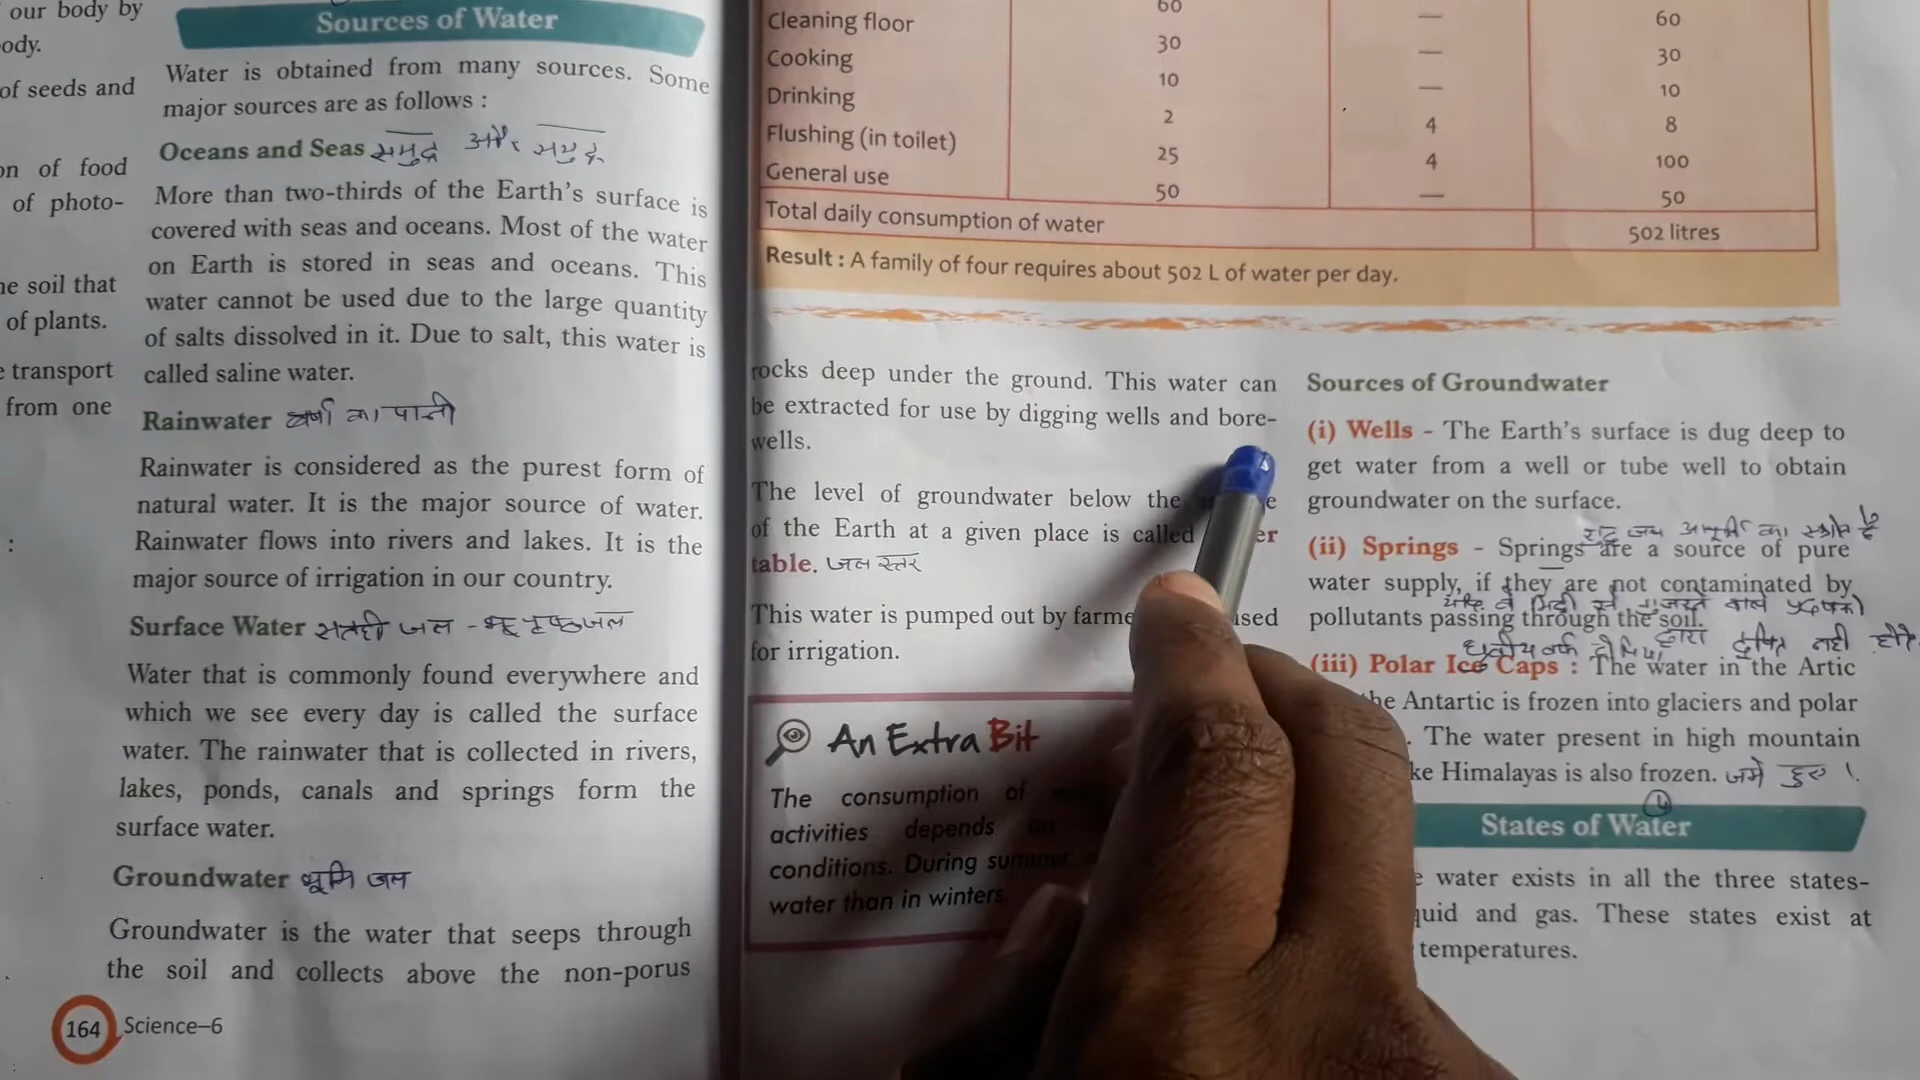 our body by
ody.
of seeds and
on of food
of photo-
he soil that
of plants.
e transport
from one
:
Sources of Water
Water is obtained from many sources. Some
major sources are as follows :
Oceans and Seas समुद्र और समुद्र
More than two-thirds of the Earth's surface is
covered with seas and oceans. Most of the water
on Earth is stored in seas and oceans. This
water cannot be used due to the large quantity
of salts dissolved in it. Due to salt, this water is
called saline water.
Rainwater वर्षा का पानी
Rainwater is considered as the purest form of
natural water. It is the major source of water.
Rainwater flows into rivers and lakes. It is the
major source of irrigation in our country.
Surface Water सतही जल - भू पृष्ठ जल
Water that is commonly found everywhere and
which we see every day is called the surface
water. The rainwater that is collected in rivers,
lakes, ponds, canals and springs form the
surface water.
Groundwater भूमि जल
Groundwater is the water that seeps through
the soil and collects above the non-porus
164 Science–6
60 — 60
Cleaning floor 30 — 30
Cooking 10 — 10
Drinking 2 4 8
Flushing (in toilet) 25 4 100
General use 50 — 50
Total daily consumption of water 502 litres
Result : A family of four requires about 502 L of water per day.
rocks deep under the ground. This water can
be extracted for use by digging wells and bore-
wells.
The level of groundwater below the
of the Earth at a given place is called er
table. जल स्तर
This water is pumped out by farme used
for irrigation.
An Extra Bit
The consumption of
activities depends on
conditions. During summer
water than in winters
Sources of Groundwater
(i) Wells - The Earth's surface is dug deep to
get water from a well or tube well to obtain
groundwater on the surface.
जल का स्त्रोत है
(ii) Springs - Springs are a source of pure
water supply, if they are not contaminated by
वे मिट्टी से गुजरने वाले प्रदूषको
pollutants passing through the soil.
ध्रुवीय बर्फ द्वारा नही होते
(iii) Polar Ice Caps : The water in the Artic
he Antartic is frozen into glaciers and polar
. The water present in high mountain
ke Himalayas is also frozen. जमे हुए
States of Water
e water exists in all the three states-
quid and gas. These states exist at
temperatures.